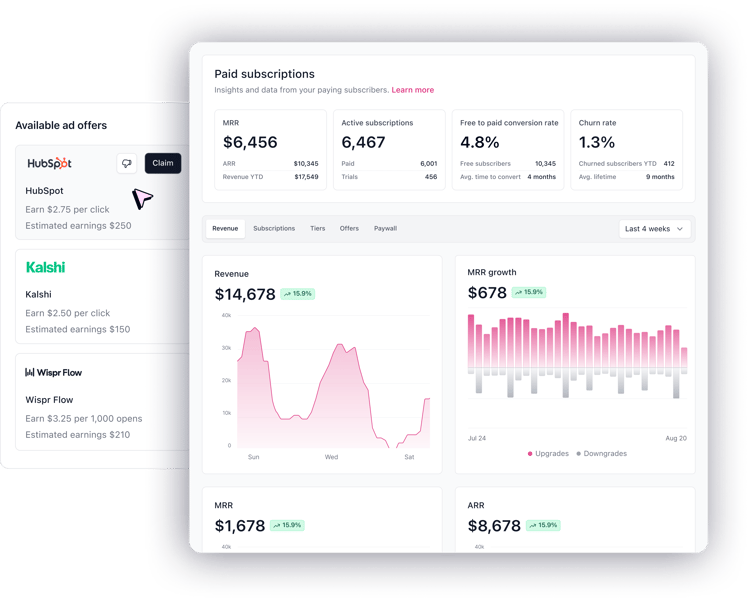 Available ad offers
HubSpot
Claim
HubSpot
Earn $2.75 per click
Estimated earnings $250
Kalshi
Kalshi
Earn $2.50 per click
Estimated earnings $150
Wispr Flow
Wispr Flow
Earn $3.25 per 1,000 opens
Estimated earnings $210
Paid subscriptions
Insights and data from your paying subscribers. Learn more
MRR
$6,456
ARR $10,345
Revenue YTD $17,549
Active subscriptions
6,467
Paid 6,001
Trials 456
Free to paid conversion rate
4.8%
Free subscribers 10,345
Avg. time to convert 4 months
Churn rate
1.3%
Churned subscribers YTD 412
Avg. lifetime 9 months
Revenue Subscriptions Tiers Offers Paywall Last 4 weeks
Revenue
$14,678 15.9%
40k
30k
20k
10k
0
Sun Wed Sat
MRR growth
$678 15.9%
Jul 24 Aug 20
Upgrades Downgrades
MRR
$1,678 15.9%
40k
ARR
$8,678 15.9%
40k